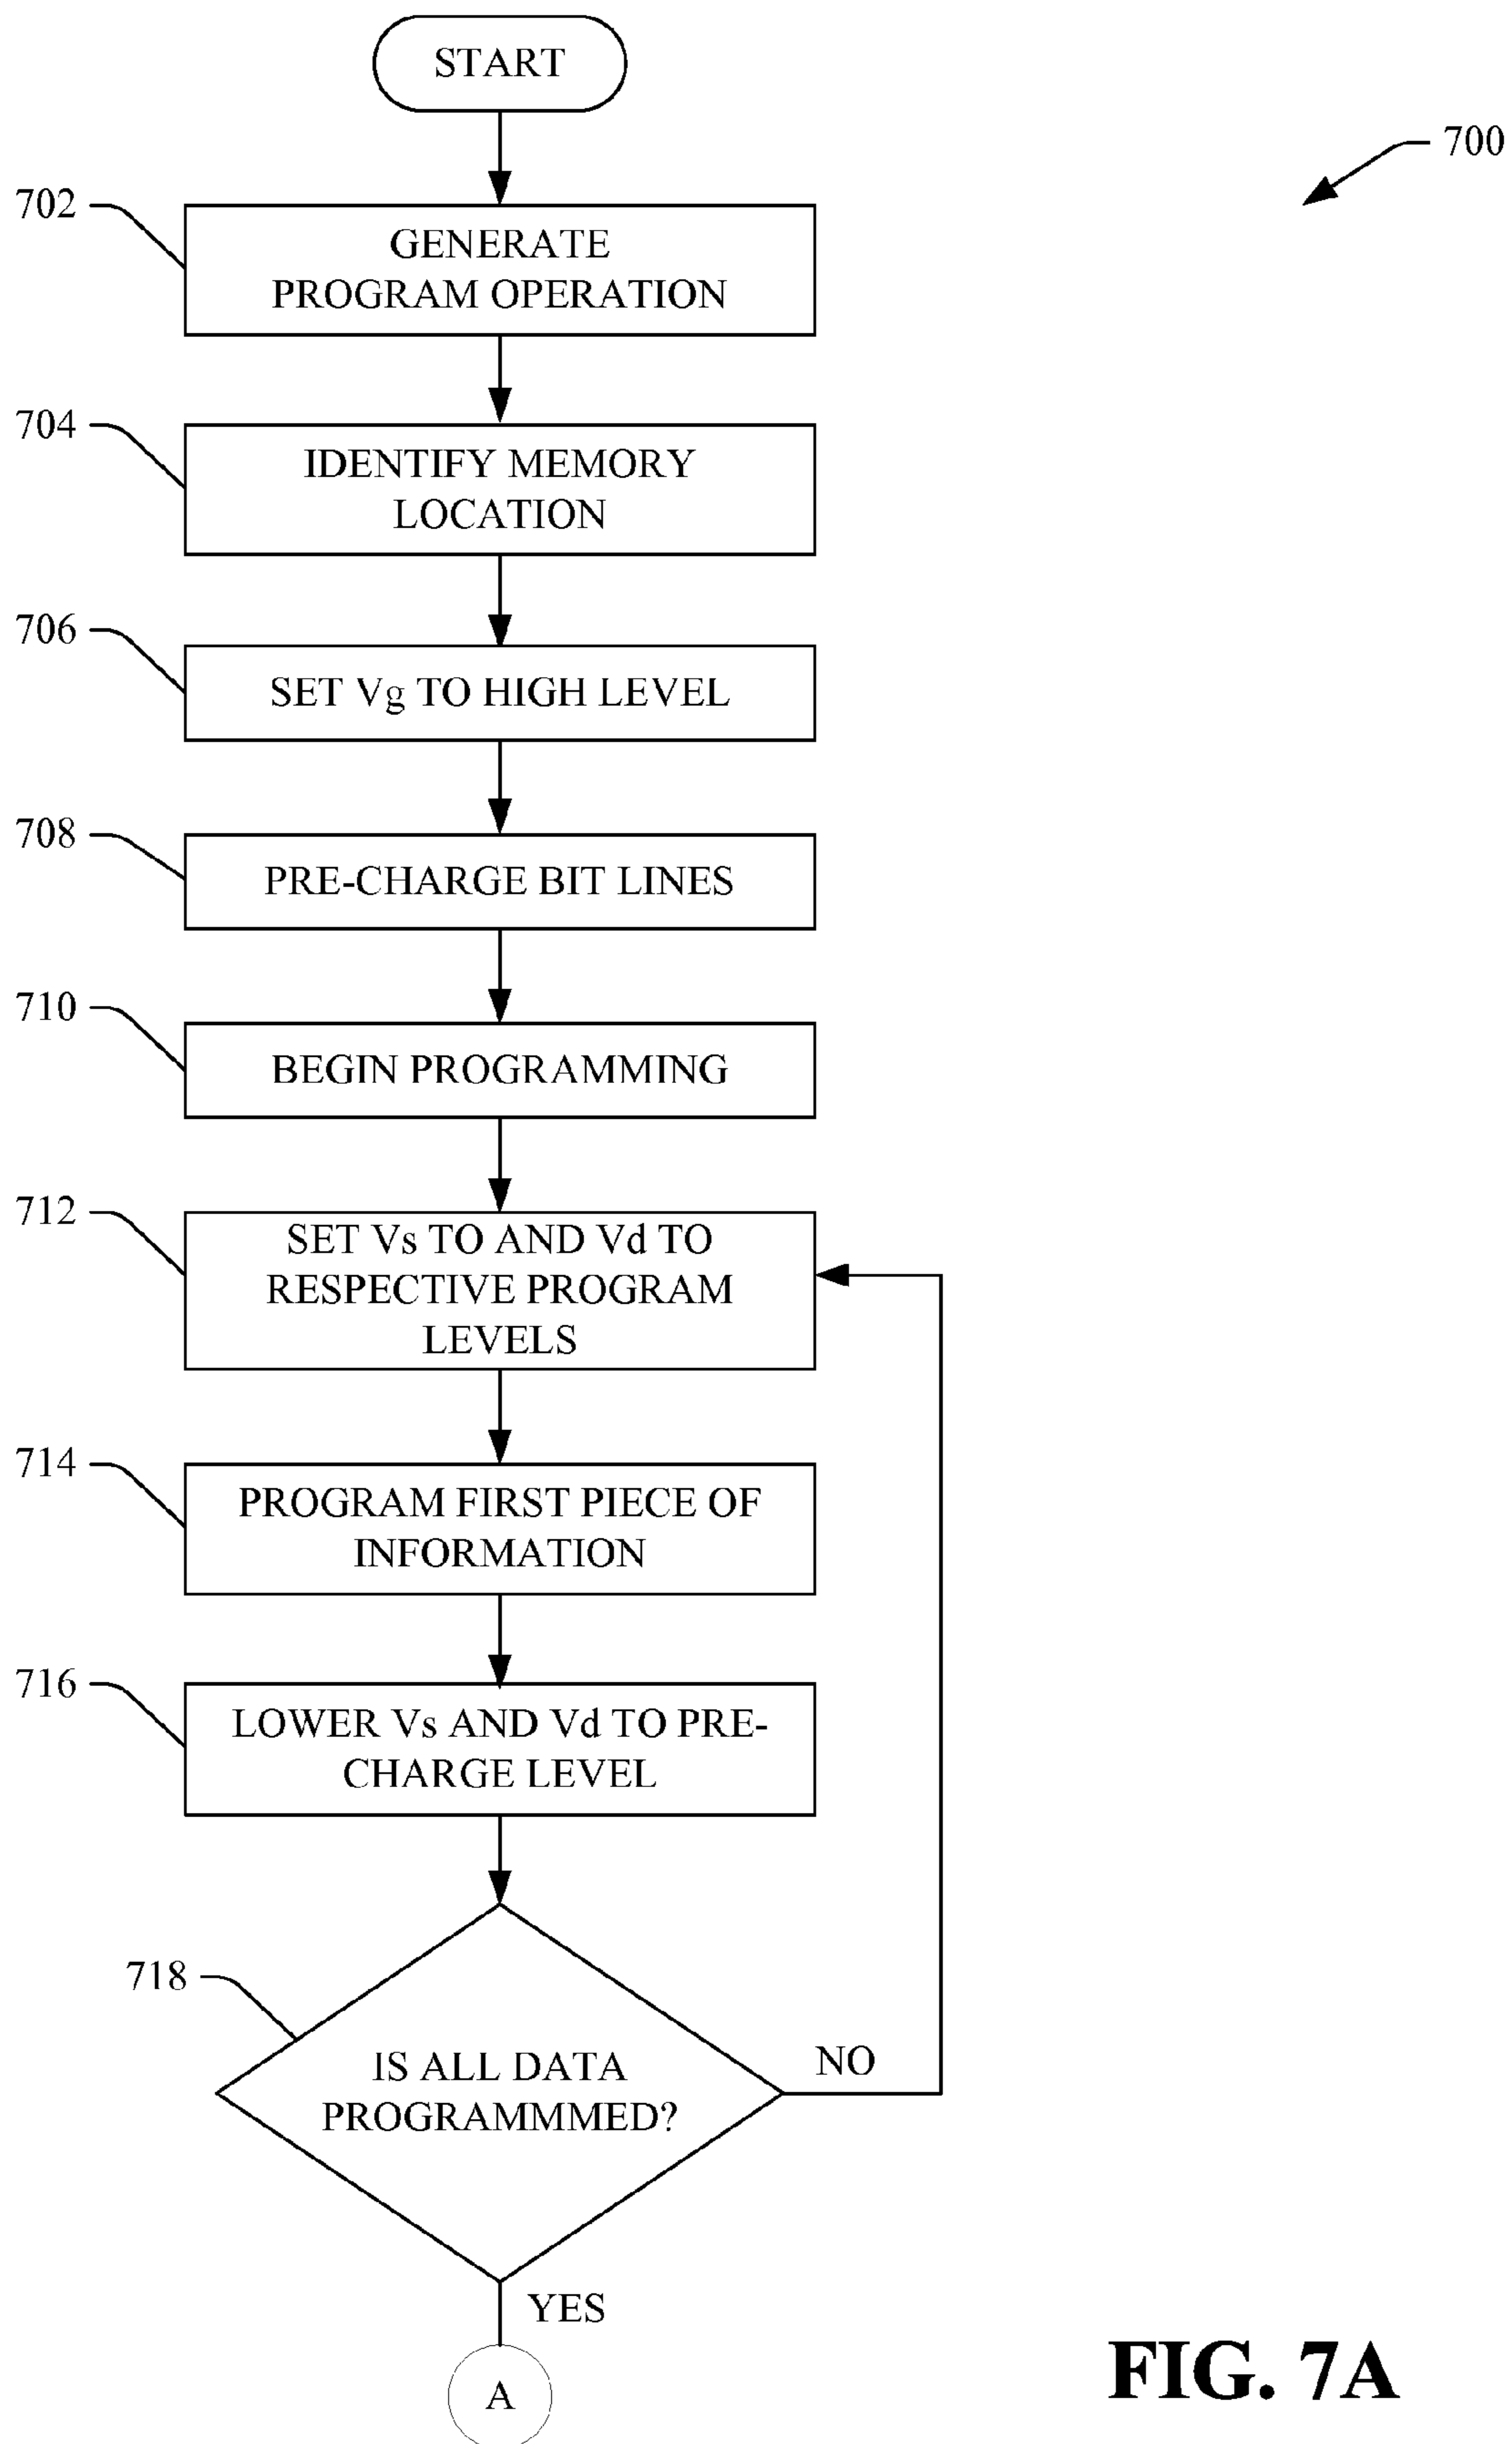 START
700
702
GENERATE
PROGRAM OPERATION
704
IDENTIFY MEMORY
LOCATION
706
SET Vg TO HIGH LEVEL
708
PRE-CHARGE BIT LINES
710
BEGIN PROGRAMMING
712
SET Vs TO AND Vd TO
RESPECTIVE PROGRAM
LEVELS
714
PROGRAM FIRST PIECE OF
INFORMATION
716
LOWER Vs AND Vd TO PRE-
CHARGE LEVEL
718
IS ALL DATA
PROGRAMMMED?
NO
YES
A
FIG. 7A